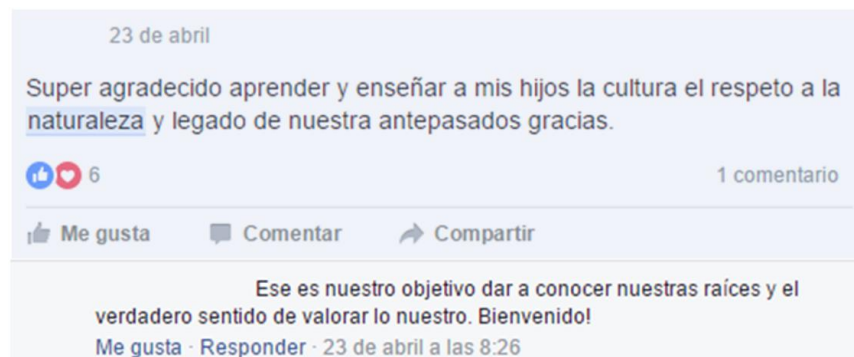 23 de abril
Super agradecido aprender y enseñar a mis hijos la cultura el respeto a la
naturaleza y legado de nuestra antepasados gracias.
6 1 comentario
Me gusta Comentar Compartir
Ese es nuestro objetivo dar a conocer nuestras raíces y el
verdadero sentido de valorar lo nuestro. Bienvenido!
Me gusta · Responder · 23 de abril a las 8:26